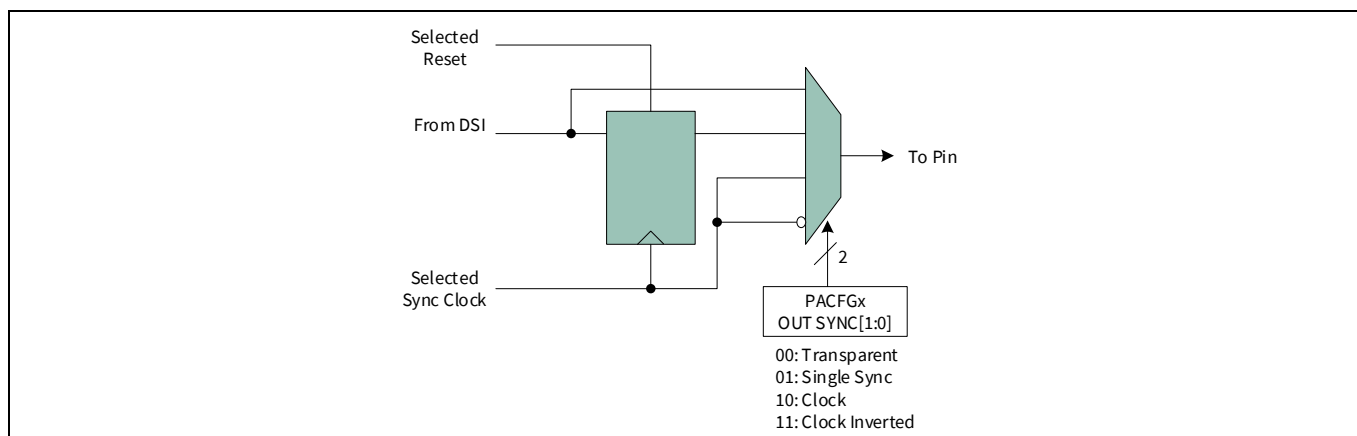 Selected
Reset
From DSI
To Pin
2
Selected
Sync Clock
PACFGx
OUT SYNC[1:0]
00: Transparent
01: Single Sync
10: Clock
11: Clock Inverted